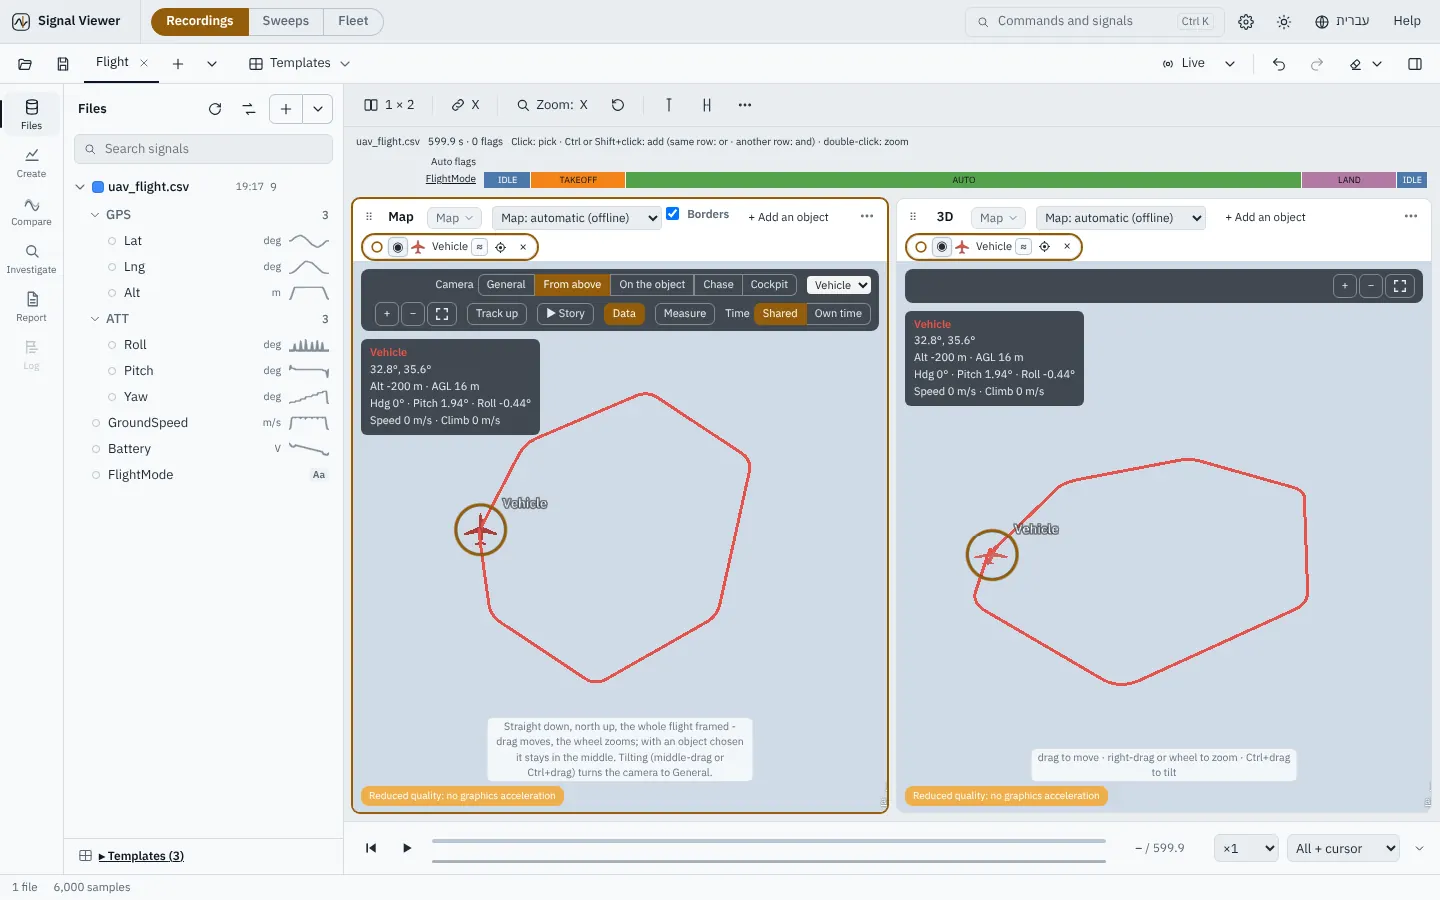 Signal Viewer
Recordings
Sweeps
Fleet
Commands and signals
Ctrl K
עברית
Help
Flight
Templates
Live
Files
Create
Compare
Investigate
Report
Log
Files
Search signals
uav_flight.csv 19:17 9
GPS 3
Lat deg
Lng deg
Alt m
ATT 3
Roll deg
Pitch deg
Yaw deg
GroundSpeed m/s
Battery V
FlightMode Aa
▸ Templates (3)
1 file 6,000 samples
1 × 2
X
Zoom: X
uav_flight.csv 599.9 s · 0 flags Click: pick · Ctrl or Shift+click: add (same row: or · another row: and) · double-click: zoom
Auto flags
FlightMode IDLE TAKEOFF AUTO LAND IDLE
Map
Map
Map: automatic (offline)
Borders
+ Add an object
Vehicle
Camera General From above On the object Chase Cockpit Vehicle
+ − Track up ▶ Story Data Measure Time Shared Own time
Vehicle
32.8°, 35.6°
Alt -200 m · AGL 16 m
Hdg 0° · Pitch 1.94° · Roll -0.44°
Speed 0 m/s · Climb 0 m/s
Vehicle
Straight down, north up, the whole flight framed -
drag moves, the wheel zooms; with an object chosen
it stays in the middle. Tilting (middle-drag or
Ctrl+drag) turns the camera to General.
Reduced quality: no graphics acceleration
3D
Map
Map: automatic (offline)
+ Add an object
Vehicle
+ −
Vehicle
32.8°, 35.6°
Alt -200 m · AGL 16 m
Hdg 0° · Pitch 1.94° · Roll -0.44°
Speed 0 m/s · Climb 0 m/s
Vehicle
drag to move · right-drag or wheel to zoom · Ctrl+drag
to tilt
Reduced quality: no graphics acceleration
– / 599.9
×1
All + cursor